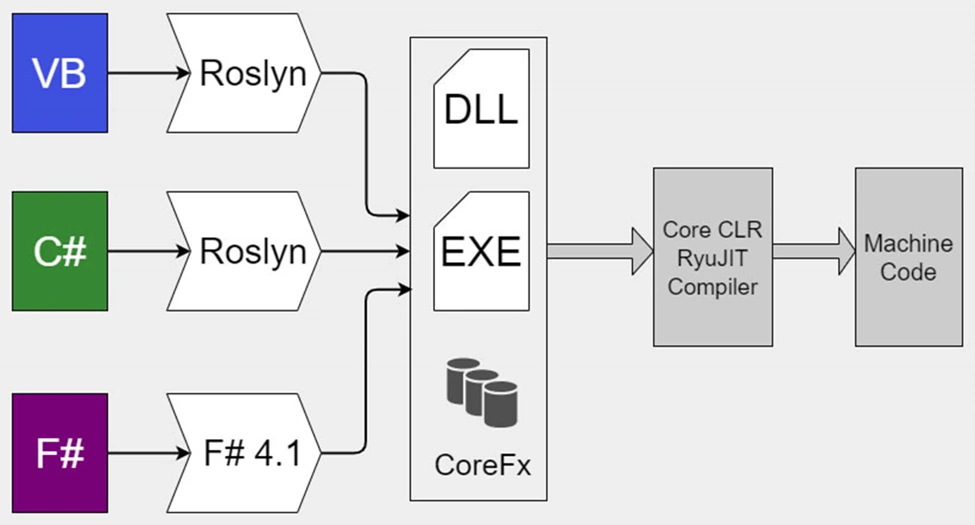 VB
Roslyn
C#
Roslyn
F#
F# 4.1
DLL
EXE
CoreFx
Core CLR
RyuJIT
Compiler
Machine
Code